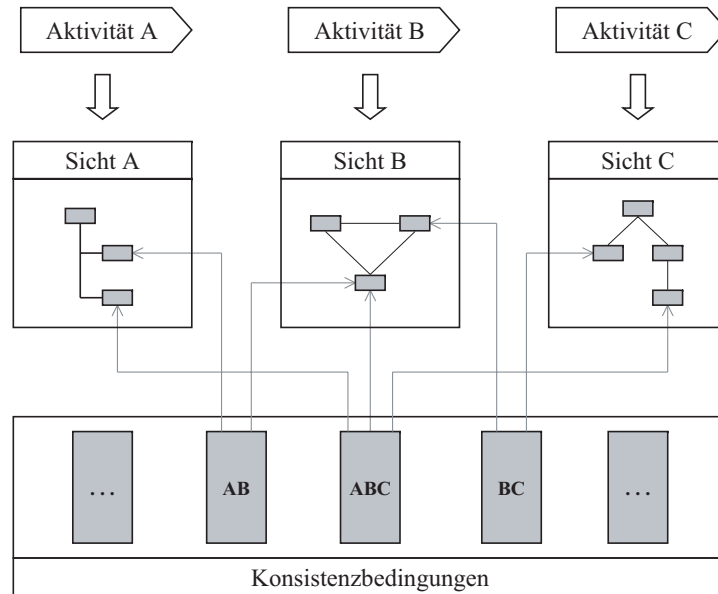 Aktivität A
Aktivität B
Aktivität C
Sicht A
Sicht B
Sicht C
...
AB
ABC
BC
...
Konsistenzbedingungen